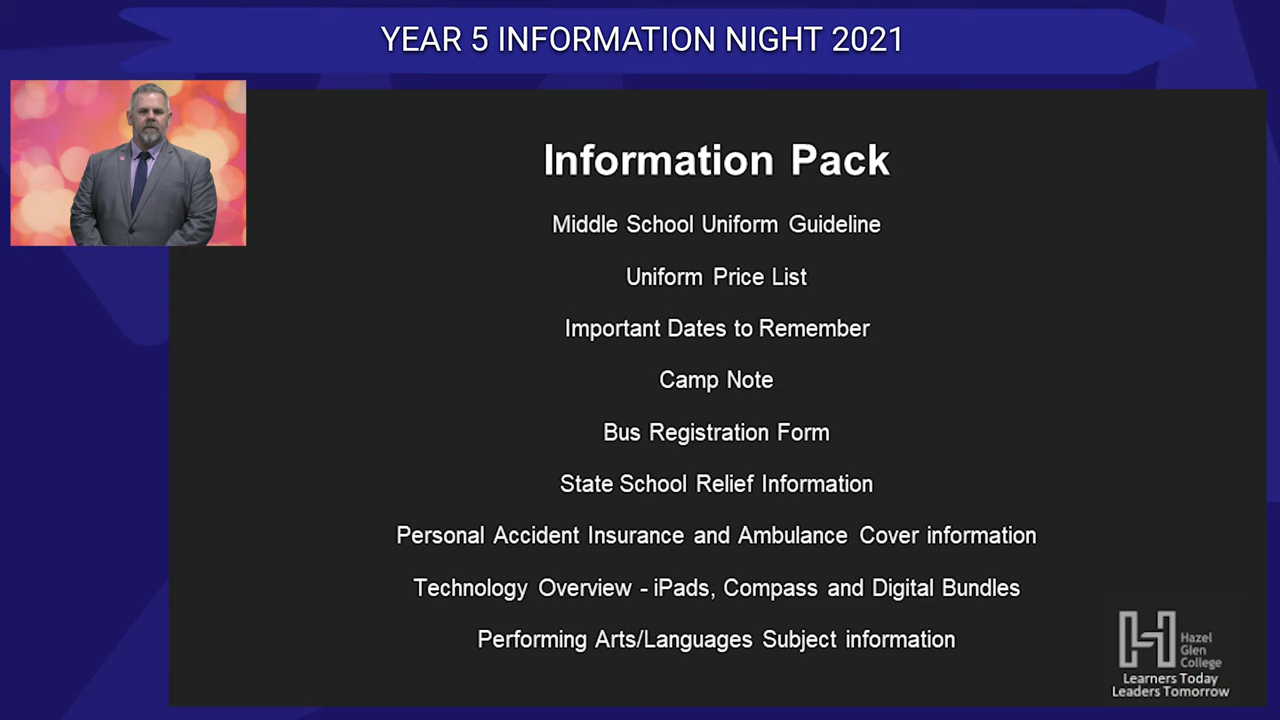 YEAR 5 INFORMATION NIGHT 2021
Information Pack
Middle School Uniform Guideline
Uniform Price List
Important Dates to Remember
Camp Note
Bus Registration Form
State School Relief Information
Personal Accident Insurance and Ambulance Cover information
Technology Overview - iPads, Compass and Digital Bundles
Performing Arts/Languages Subject information
Hazel
Glen
College
Learners Today
Leaders Tomorrow